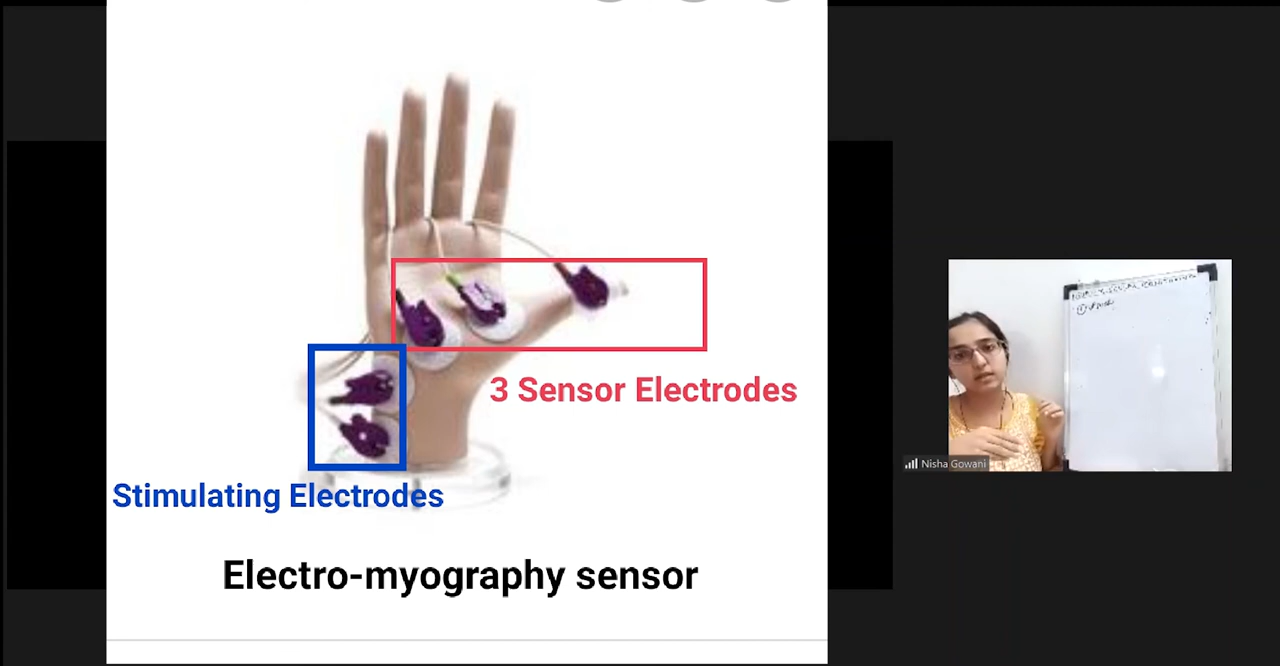 3 Sensor Electrodes
Stimulating Electrodes
Electro-myography sensor
Nisha Gowani